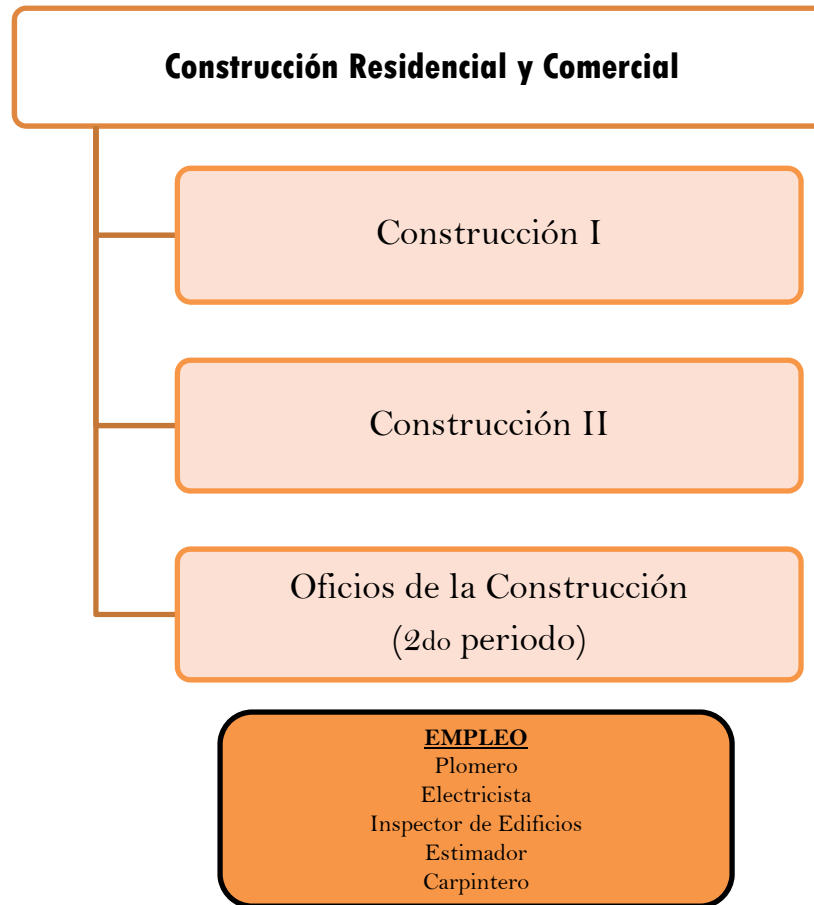 Construcción Residencial y Comercial
Construcción I
Construcción II
Oficios de la Construcción
(2do periodo)
EMPLEO
Plomero
Electricista
Inspector de Edificios
Estimador
Carpintero